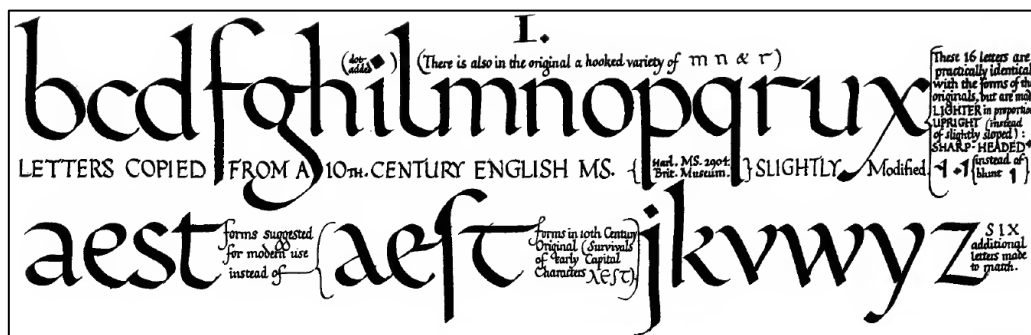 I.
bcdfghilmnopqrux
(dot-
added ◆)
(There is also in the original a hooked variety of m n & r)
These 16 letters are
practically identical
with the forms of the
originals, but are made
LIGHTER in proportion
UPRIGHT (instead
of slightly sloped):
SHARP-HEADED
instead of
blunt
LETTERS COPIED FROM A 10TH. CENTURY ENGLISH MS. { Harl. MS. 2904. Brit. Museum. } SLIGHTLY Modified.
aest
forms suggested
for modern use
instead of
aeſt
forms in 10th Century
Original (Survivals
of early Capital
Characters
jkvwyz
SIX
additional
letters made
to match.